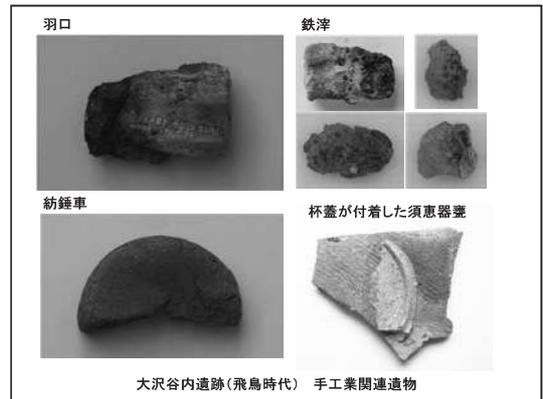 羽口
鉄滓
紡錘車
杯蓋が付着した須恵器甕
大沢谷内遺跡(飛鳥時代) 手工業関連遺物